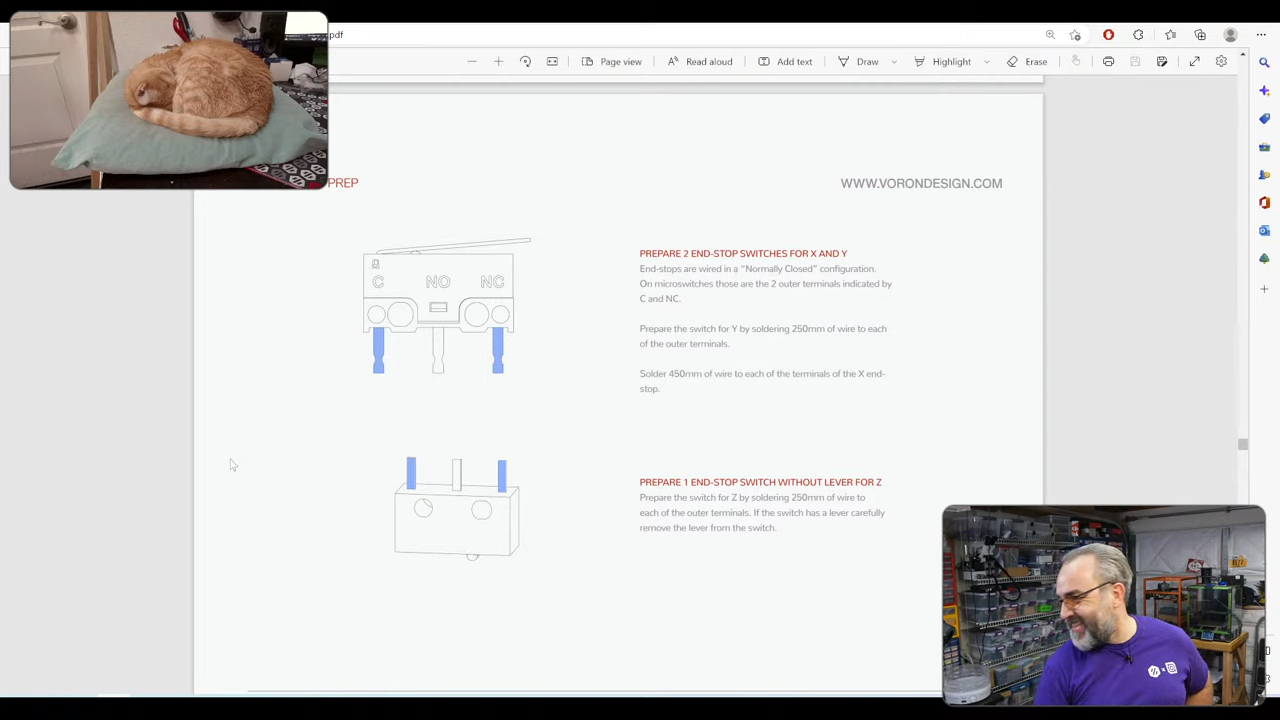 pdf
Page view
Read aloud
Add text
Draw
Highlight
Erase
PREP
WWW.VORONDESIGN.COM
C NO NC
PREPARE 2 END-STOP SWITCHES FOR X AND Y
End-stops are wired in a “Normally Closed” configuration.
On microswitches those are the 2 outer terminals indicated by
C and NC.
Prepare the switch for Y by soldering 250mm of wire to each
of the outer terminals.
Solder 450mm of wire to each of the terminals of the X end-
stop.
PREPARE 1 END-STOP SWITCH WITHOUT LEVER FOR Z
Prepare the switch for Z by soldering 250mm of wire to
each of the outer terminals. If the switch has a lever carefully
remove the lever from the switch.